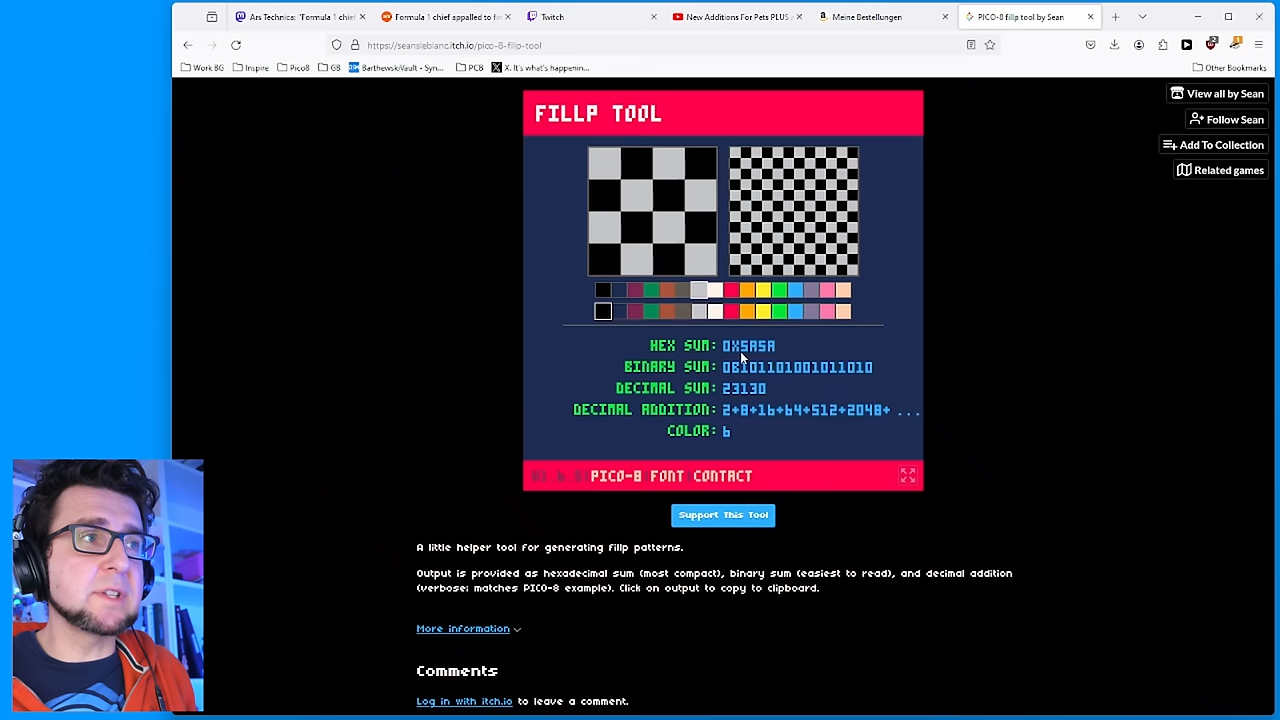 Ars Technica: "Formula 1 chief
Formula 1 chief appalled to fin
Twitch
New Additions For Pets PLUS a
Meine Bestellungen
PICO-8 fillp tool by Sean
https://seansleblanc.itch.io/pico-8-fillp-tool
Work BG
Inspire
Pico8
GB
BarthewskiVault - Syn...
PCB
X. It's what's happenin...
Other Bookmarks
View all by Sean
Follow Sean
Add To Collection
Related games
FILLP TOOL
HEX SUM: 0X5A5A
BINARY SUM: 0B101101001011010
DECIMAL SUM: 23130
DECIMAL ADDITION: 2+8+16+64+512+2048+ ...
COLOR: 6
PICO-8 FONT CONTACT
Support This Tool
A little helper tool for generating fillp patterns.
Output is provided as hexadecimal sum (most compact), binary sum (easiest to read), and decimal addition
(verbose; matches PICO-8 example). Click on output to copy to clipboard.
More information
Comments
Log in with itch.io to leave a comment.